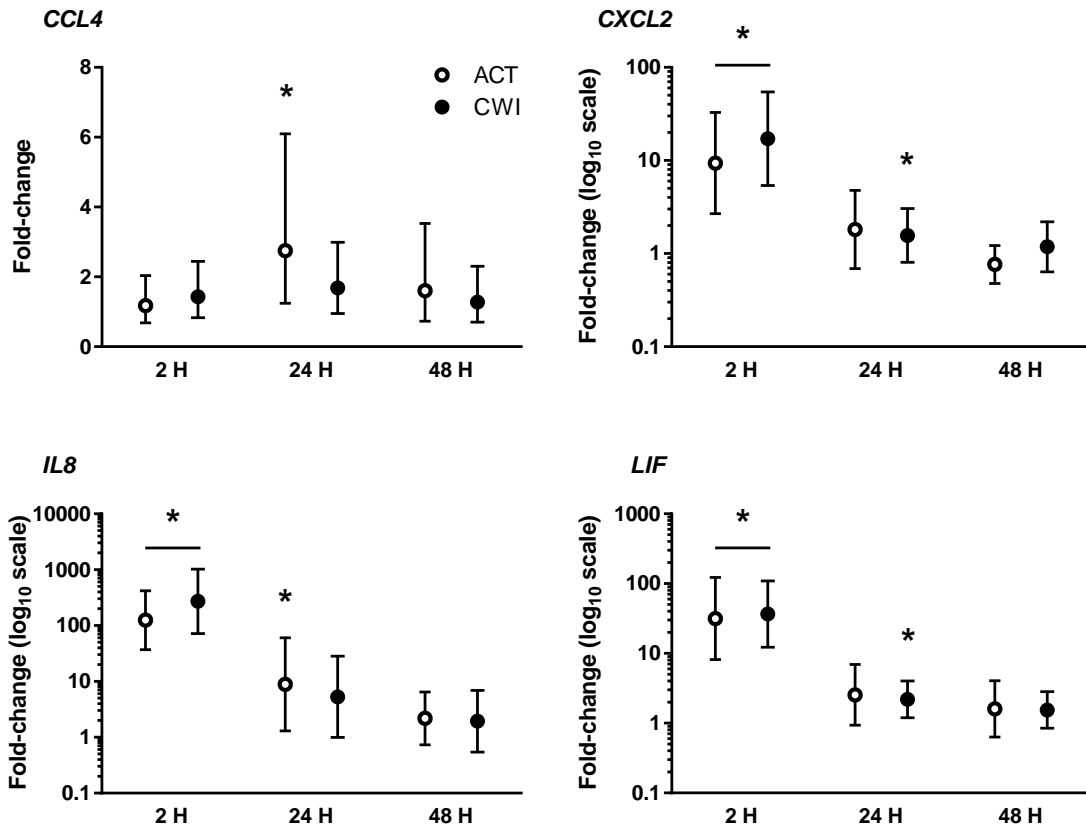 CCL4
CXCL2
8
6
4
2
0
Fold-change
*
ACT
CWI
2 H 24 H 48 H
100
10
1
0.1
Fold-change (log10 scale)
*
*
2 H 24 H 48 H
IL8
LIF
10000
1000
100
10
1
0.1
Fold-change (log10 scale)
*
*
2 H 24 H 48 H
1000
100
10
1
0.1
Fold-change (log10 scale)
*
*
2 H 24 H 48 H